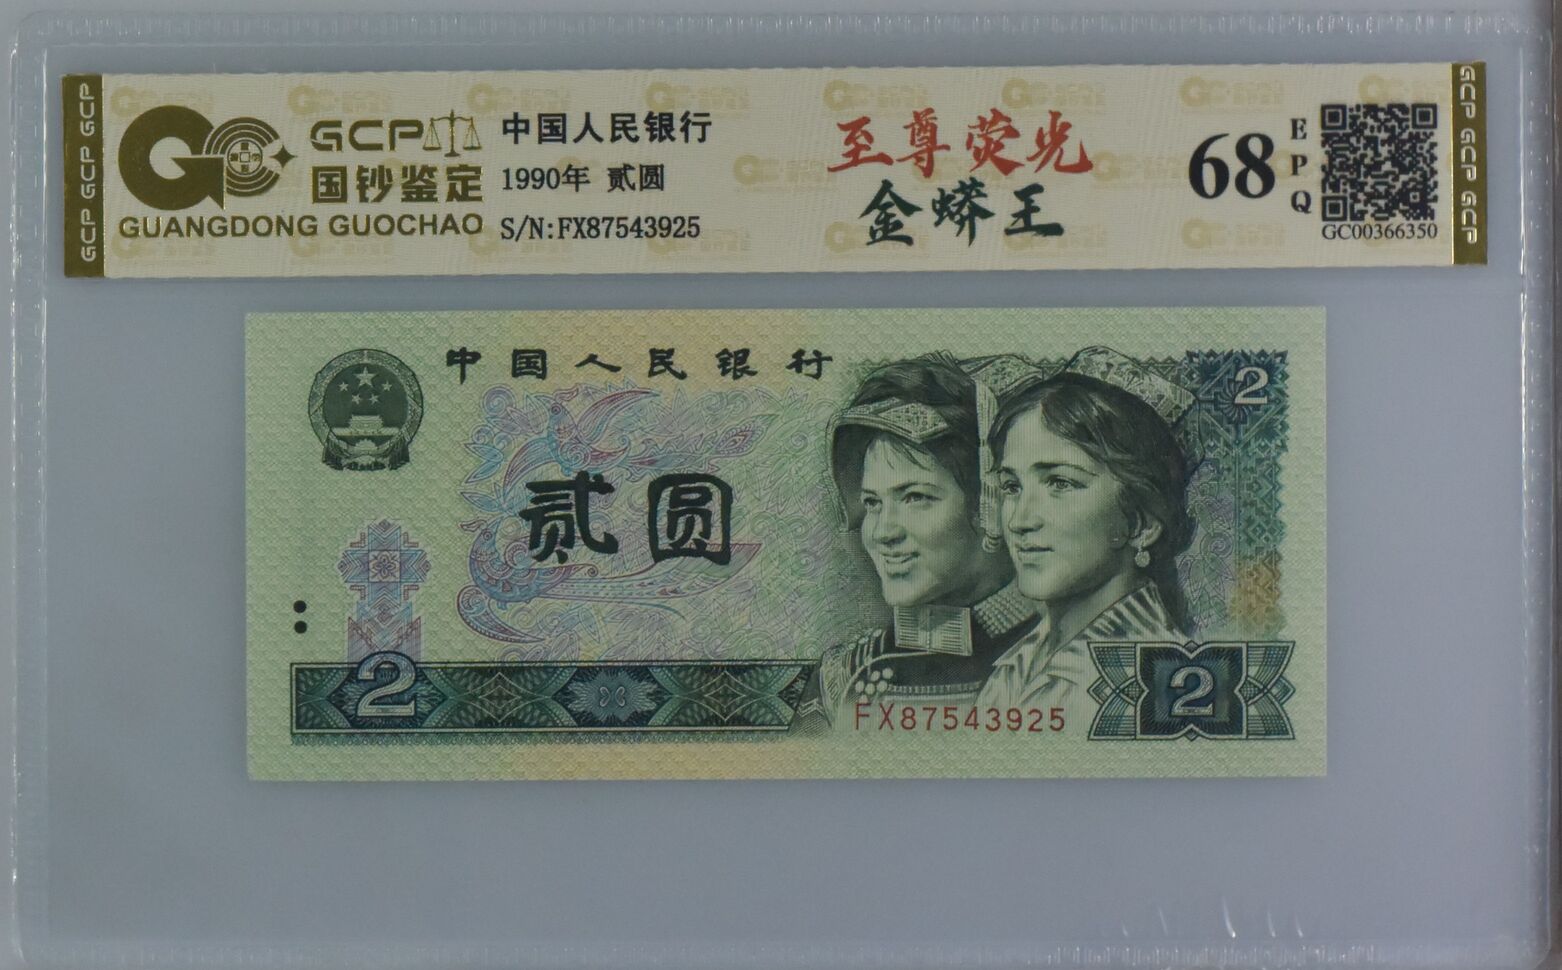 GCP GCP GCP
GCP
国钞鉴定
GUANGDONG GUOCHAO
中国人民银行
1990年 贰圆
S/N:FX87543925
至尊荧光
金蟒王
68
EPQ
GC00366350
GCP GCP GCP
中国人民银行
2
贰圆
2
2
FX87543925